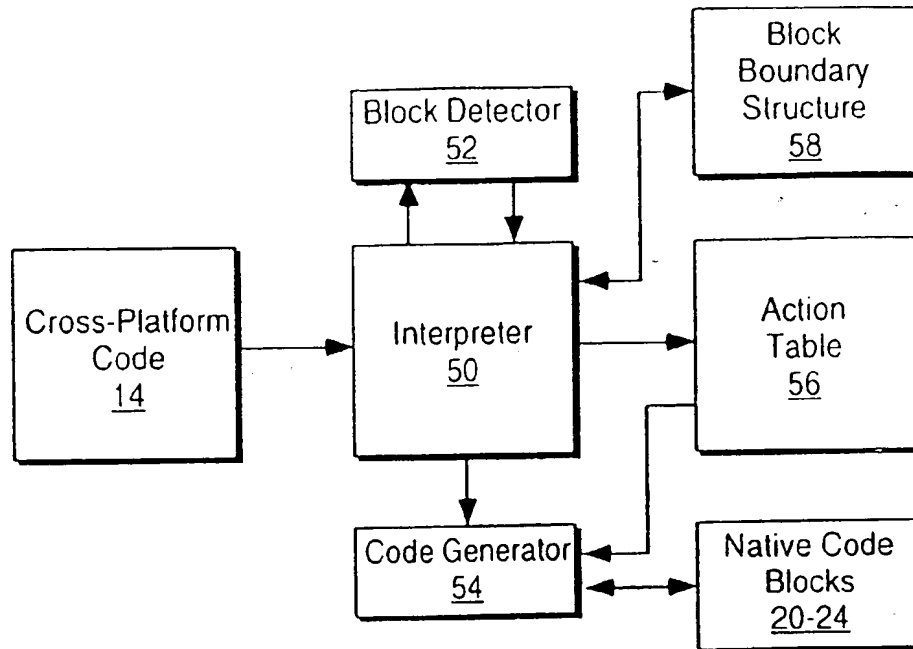 Block
Boundary
Structure
58
Block Detector
52
Cross-Platform
Code
14
Interpreter
50
Action
Table
56
Code Generator
54
Native Code
Blocks
20-24